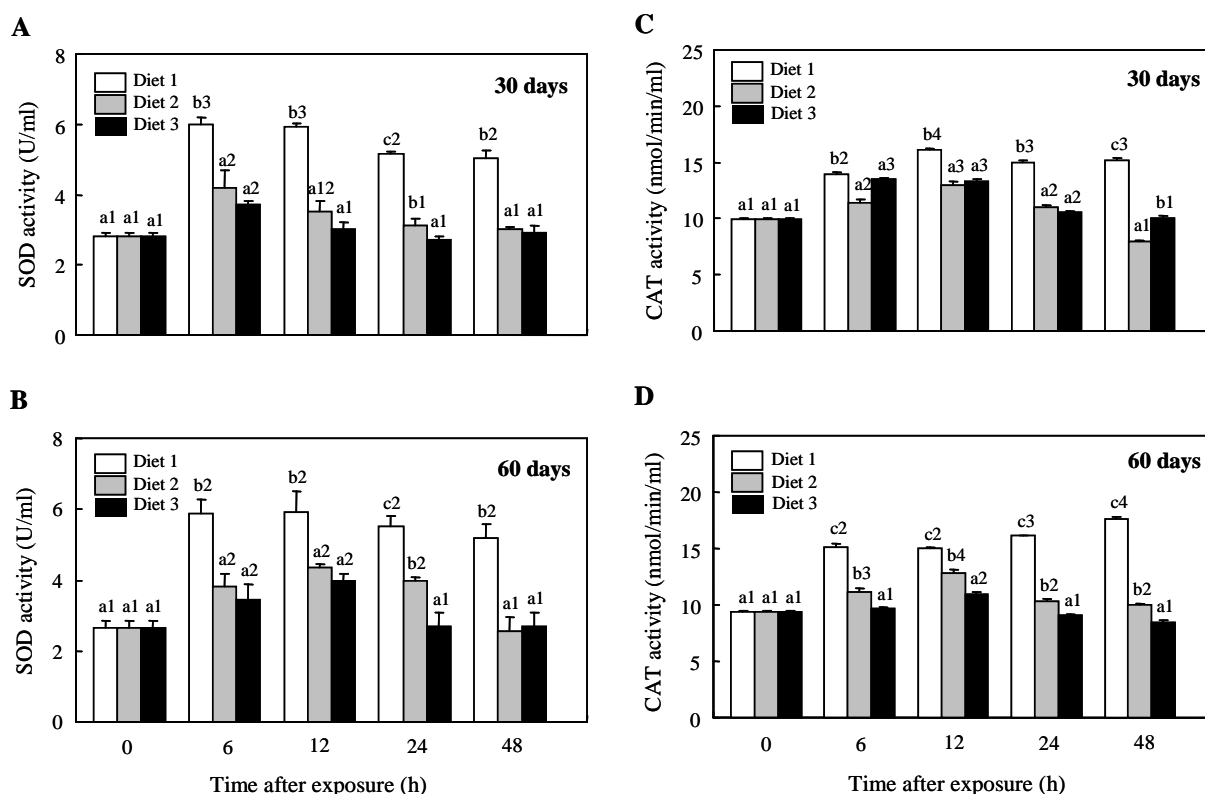 A
SOD activity (U/ml)
8
6
4
2
0
Diet 1
Diet 2
Diet 3
30 days
a1 a1 a1
b3 a2 a2
b3 a12 a1
c2 b1 a1
b2 a1 a1
B
SOD activity (U/ml)
8
6
4
2
0
Diet 1
Diet 2
Diet 3
60 days
a1 a1 a1
b2 a2 a2
b2 a2 a2
c2 b2 a1
b2 a1 a1
0 6 12 24 48
Time after exposure (h)
C
CAT activity (nmol/min/ml)
25
20
15
10
5
0
Diet 1
Diet 2
Diet 3
30 days
a1 a1 a1
b2 a2 a3
b4 a3 a3
b3 a2 a2
c3 a1 b1
D
CAT activity (nmol/min/ml)
25
20
15
10
5
0
Diet 1
Diet 2
Diet 3
60 days
a1 a1 a1
c2 b3 a1
c2 b4 a2
c3 b2 a1
c4 b2 a1
0 6 12 24 48
Time after exposure (h)